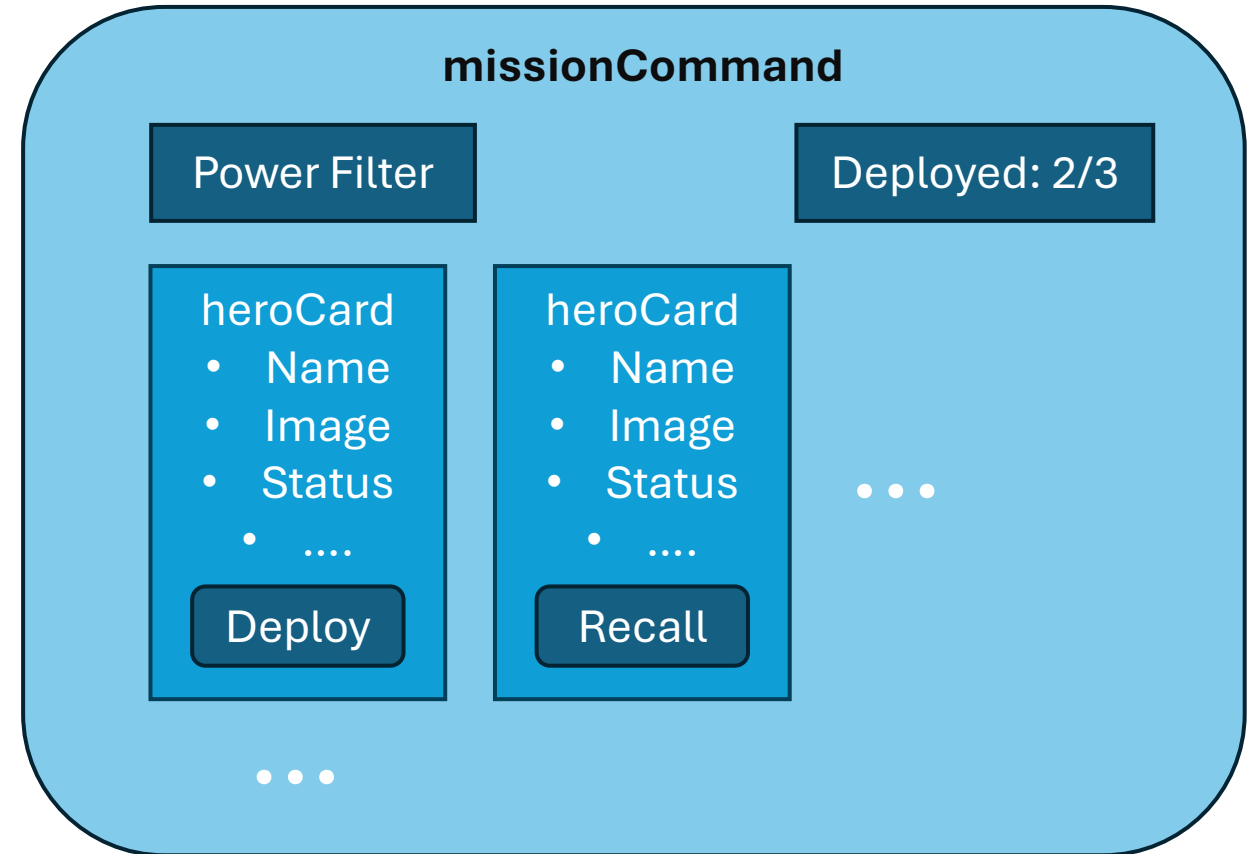 missionCommand
Power Filter
Deployed: 2/3
heroCard
• Name
• Image
• Status
• ....
Deploy
heroCard
• Name
• Image
• Status
• ....
Recall
...
...